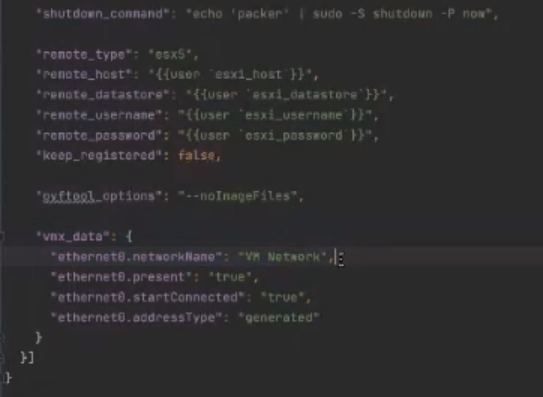 "shutdown_command": "echo 'packer' | sudo -S shutdown -P now",
"remote_type": "esx5",
"remote_host": "{{user `esxi_host`}}",
"remote_datastore": "{{user `esxi_datastore`}}",
"remote_username": "{{user `esxi_username`}}",
"remote_password": "{{user `esxi_password`}}",
"keep_registered": false,
"ovftool_options": "--noImageFiles",
"vmx_data": {
"ethernet0.networkName": "VM Network",
"ethernet0.present": "true",
"ethernet0.startConnected": "true",
"ethernet0.addressType": "generated"
}
}]
}